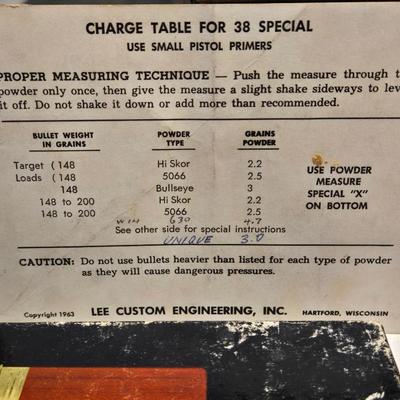 CHARGE TABLE FOR 38 SPECIAL
USE SMALL PISTOL PRIMERS
PROPER MEASURING TECHNIQUE — Push the measure through t
powder only once, then give the measure a slight shake sideways to leve
it off. Do not shake it down or add more than recommended.
BULLET WEIGHT IN GRAINS POWDER TYPE GRAINS POWDER
Target ( 148 Hi Skor 2.2
Loads ( 148 5066 2.5
148 Bullseye 3
148 to 200 Hi Skor 2.2
148 to 200 5066 2.5
USE POWDER
MEASURE
SPECIAL "X"
ON BOTTOM
WIN 630 4.7
See other side for special instructions
UNIQUE 3.0
CAUTION: Do not use bullets heavier than listed for each type of powder
as they will cause dangerous pressures.
Copyright 1963 LEE CUSTOM ENGINEERING, INC. HARTFORD, WISCONSIN